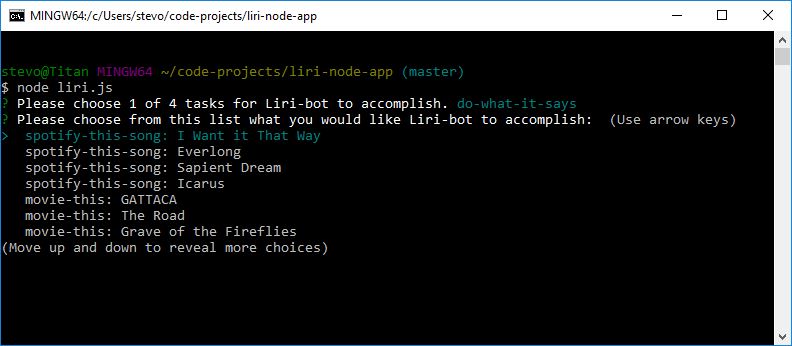 MINGW64:/c/Users/stevo/code-projects/liri-node-app
stevo@Titan MINGW64 ~/code-projects/liri-node-app (master)
$ node liri.js
? Please choose 1 of 4 tasks for Liri-bot to accomplish. do-what-it-says
? Please choose from this list what you would like Liri-bot to accomplish:  (Use arrow keys)
>  spotify-this-song: I Want it That Way
   spotify-this-song: Everlong
   spotify-this-song: Sapient Dream
   spotify-this-song: Icarus
   movie-this: GATTACA
   movie-this: The Road
   movie-this: Grave of the Fireflies
(Move up and down to reveal more choices)